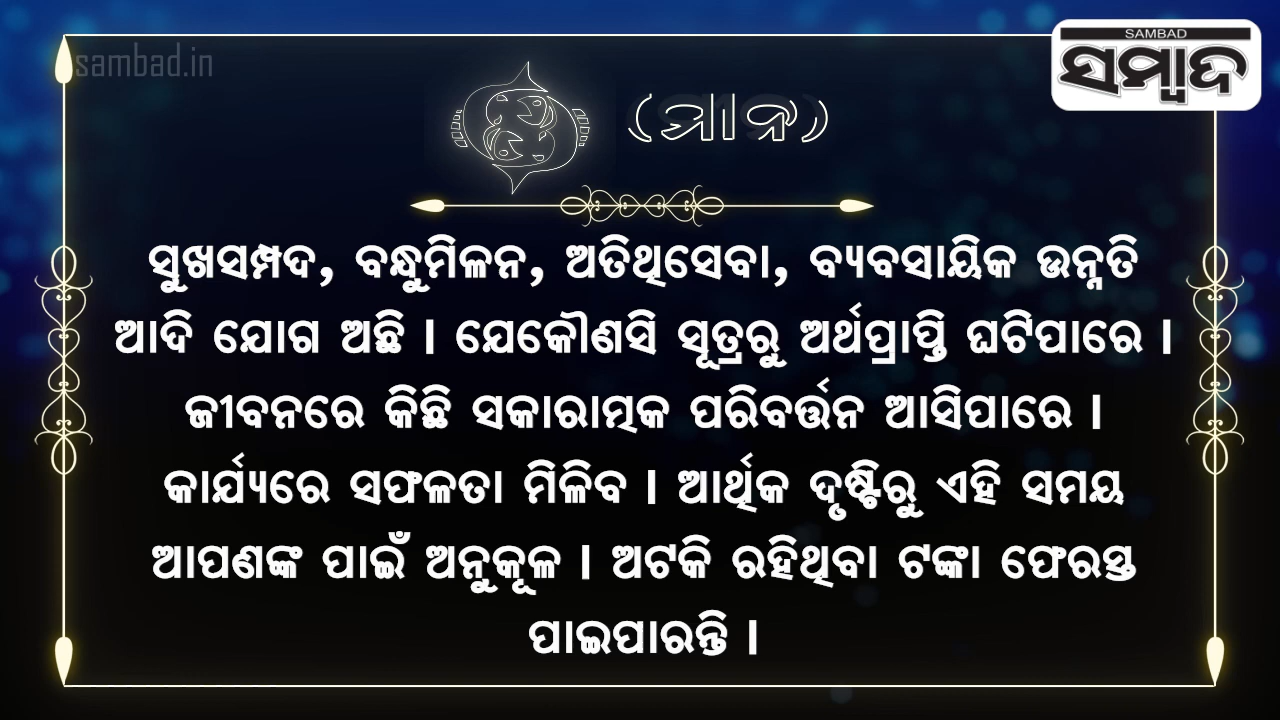 sambad.in
SAMBAD
ସମ୍ବାଦ
(ମୀନ)
ସୁଖସମ୍ପଦ, ବନ୍ଧୁମିଳନ, ଅତିଥିସେବା, ବ୍ୟବସାୟିକ ଉନ୍ନତି
ଆଦି ଯୋଗ ଅଛି । ଯେକୌଣସି ସୂତ୍ରରୁ ଅର୍ଥପ୍ରାପ୍ତି ଘଟିପାରେ ।
ଜୀବନରେ କିଛି ସକାରାତ୍ମକ ପରିବର୍ତ୍ତନ ଆସିପାରେ ।
କାର୍ଯ୍ୟରେ ସଫଳତା ମିଳିବ । ଆର୍ଥିକ ଦୃଷ୍ଟିରୁ ଏହି ସମୟ
ଆପଣଙ୍କ ପାଇଁ ଅନୁକୂଳ । ଅଟକି ରହିଥିବା ଟଙ୍କା ଫେରସ୍ତ
ପାଇପାରନ୍ତି ।